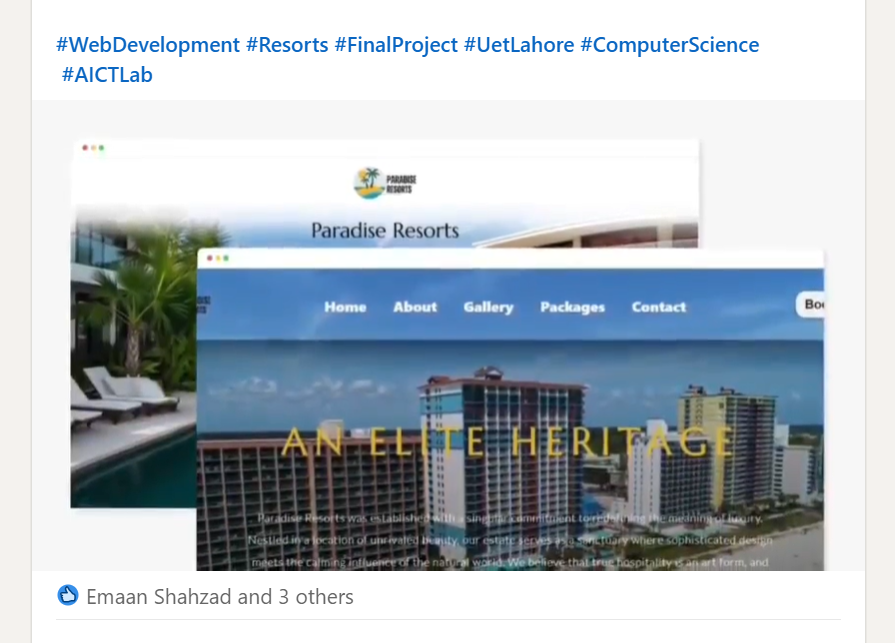 #WebDevelopment #Resorts #FinalProject #UetLahore #ComputerScience
#AICTLab
PARADISE
RESORTS
Paradise Resorts
Home About Gallery Packages Contact
AN ELITE HERITAGE
Paradise Resorts was established with a singular commitment to redefining the meaning of luxury.
Nestled in a location of unrivaled beauty, our estate serves as a sanctuary where sophisticated design
meets the calming influence of the natural world. We believe that true hospitality is an art form, and
Emaan Shahzad and 3 others